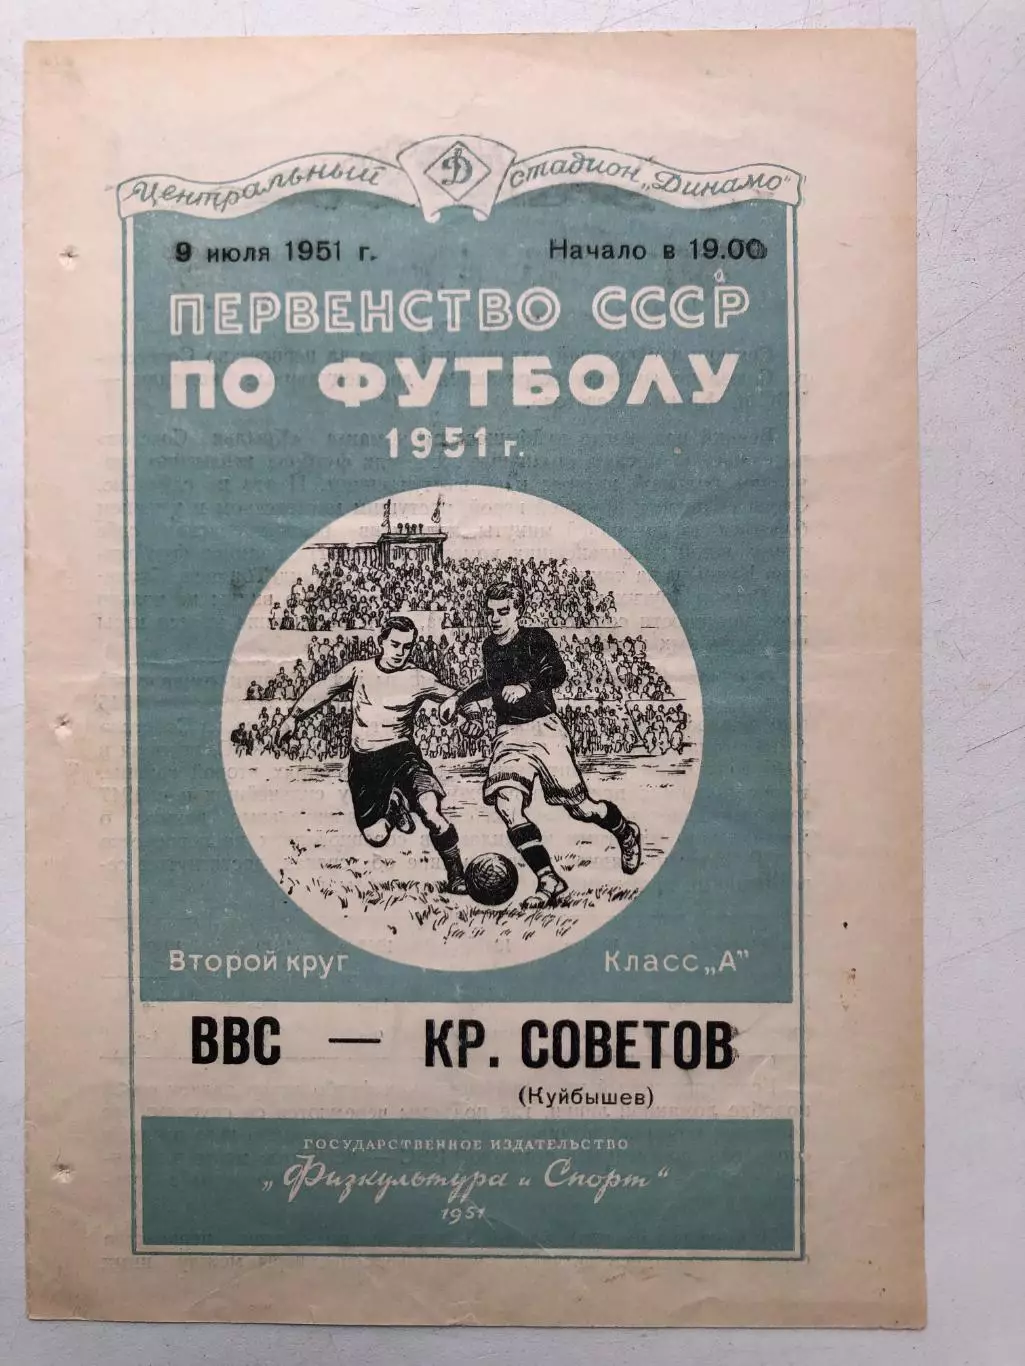 Центральный Д стадион „Динамо"
9 июля 1951 г. Начало в 19.00
ПЕРВЕНСТВО СССР
ПО ФУТБОЛУ
1951 г.
Второй круг Класс „А"
ВВС — КР. СОВЕТОВ
(Куйбышев)
ГОСУДАРСТВЕННОЕ ИЗДАТЕЛЬСТВО
„Физкультура и Спорт"
1951